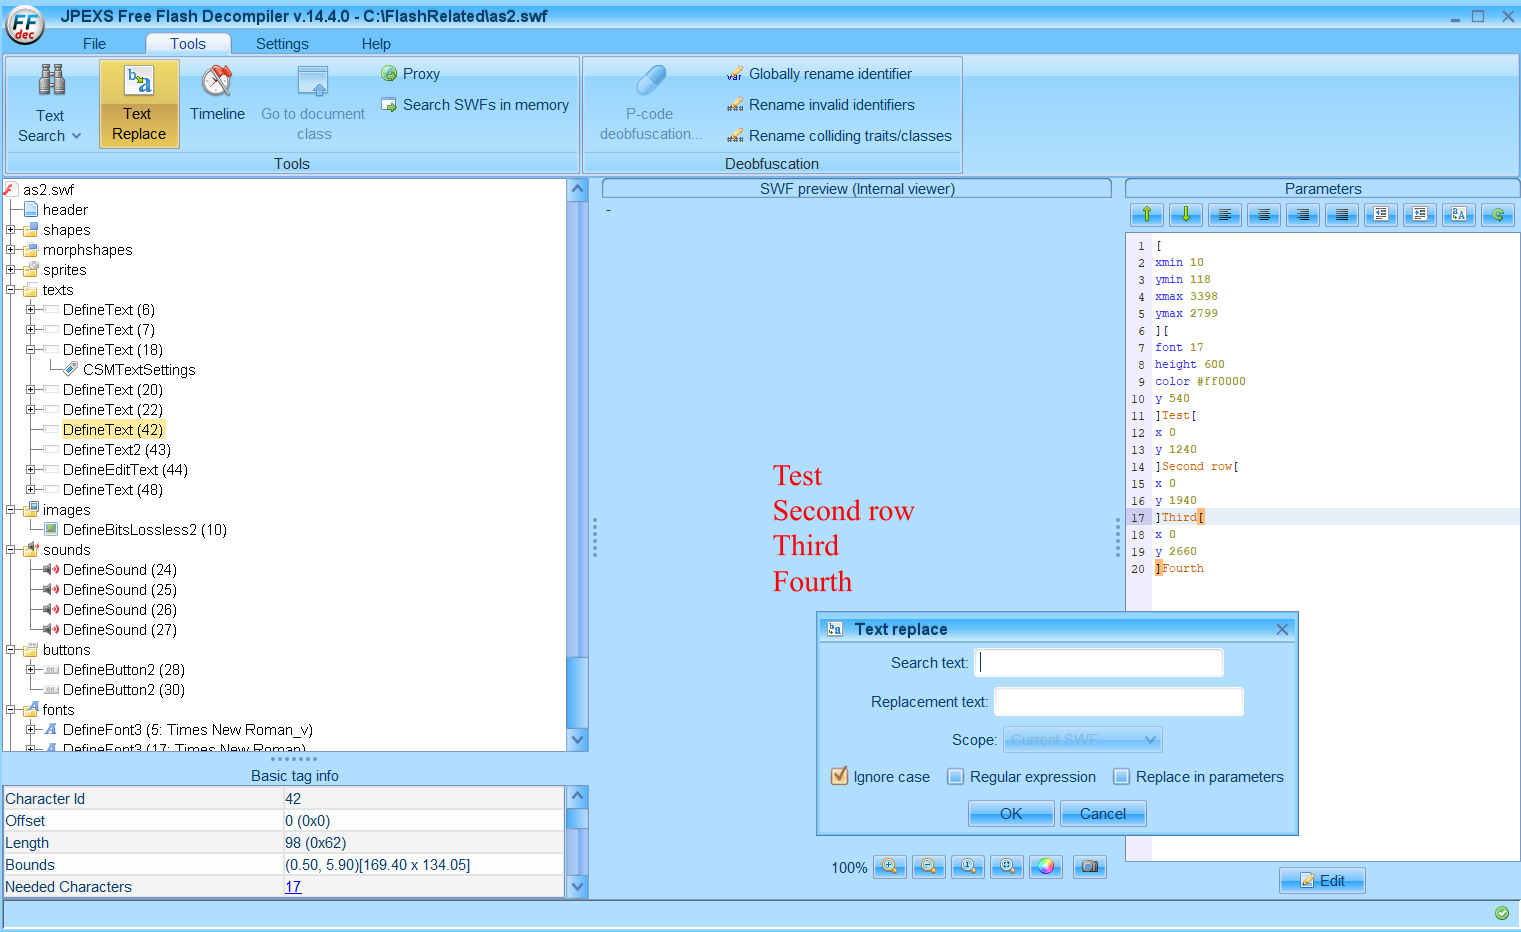 FF
dec
JPEXS Free Flash Decompiler v.14.4.0 - C:\FlashRelated\as2.swf
File
Tools
Settings
Help
Text
Search
b
a
Text
Replace
Timeline
Go to document
class
Proxy
Search SWFs in memory
Tools
P-code
deobfuscation...
var
Globally rename identifier
Rename invalid identifiers
Rename colliding traits/classes
Deobfuscation
as2.swf
header
shapes
morphshapes
sprites
texts
DefineText (6)
DefineText (7)
DefineText (18)
CSMTextSettings
DefineText (20)
DefineText (22)
DefineText (42)
DefineText2 (43)
DefineEditText (44)
DefineText (48)
images
DefineBitsLossless2 (10)
sounds
DefineSound (24)
DefineSound (25)
DefineSound (26)
DefineSound (27)
buttons
DefineButton2 (28)
DefineButton2 (30)
fonts
DefineFont3 (5: Times New Roman_v)
DefineFont3 (17: Times New Roman)
Basic tag info
Character Id 42
Offset 0 (0x0)
Length 98 (0x62)
Bounds (0.50, 5.90)[169.40 x 134.05]
Needed Characters 17
SWF preview (Internal viewer)
-
Test
Second row
Third
Fourth
Text replace
Search text:
Replacement text:
Scope: Current SWF
Ignore case
Regular expression
Replace in parameters
OK
Cancel
100%
Parameters
1 [
2 xmin 10
3 ymin 118
4 xmax 3398
5 ymax 2799
6 ][
7 font 17
8 height 600
9 color #ff0000
10 y 540
11 ]Test[
12 x 0
13 y 1240
14 ]Second row[
15 x 0
16 y 1940
17 ]Third[
18 x 0
19 y 2660
20 ]Fourth
Edit